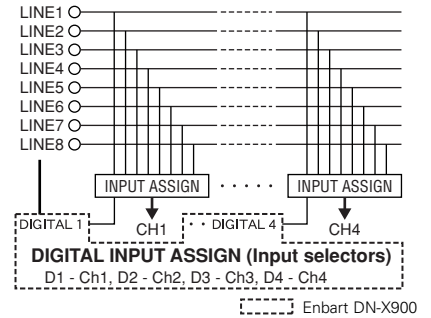 LINE1
LINE2
LINE3
LINE4
LINE5
LINE6
LINE7
LINE8
INPUT ASSIGN
INPUT ASSIGN
DIGITAL 1
CH1
DIGITAL 4
CH4
DIGITAL INPUT ASSIGN (Input selectors)
D1 - Ch1, D2 - Ch2, D3 - Ch3, D4 - Ch4
Enbart DN-X900